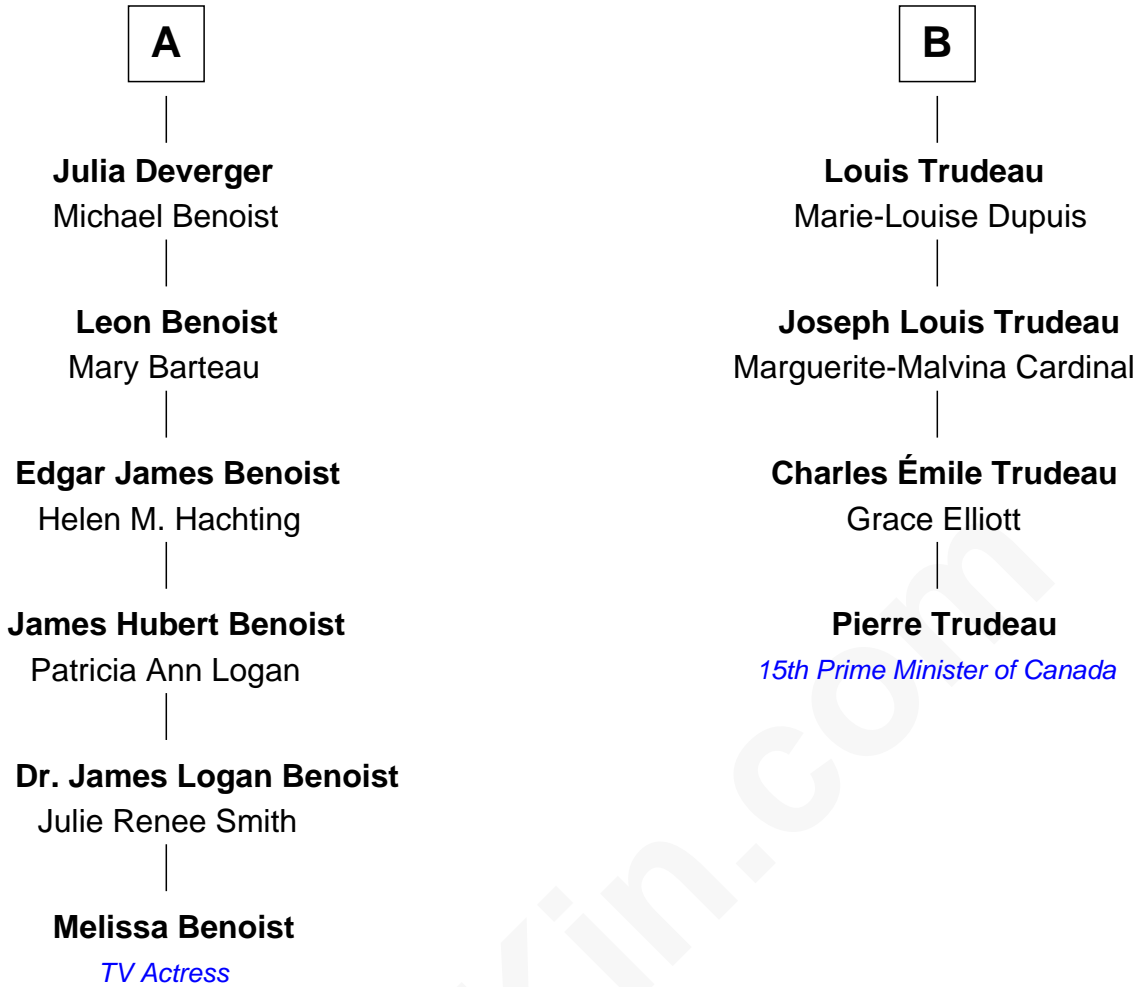 A
Julia Deverger
Michael Benoist
Leon Benoist
Mary Barteau
Edgar James Benoist
Helen M. Hachting
James Hubert Benoist
Patricia Ann Logan
Dr. James Logan Benoist
Julie Renee Smith
Melissa Benoist
TV Actress
B
Louis Trudeau
Marie-Louise Dupuis
Joseph Louis Trudeau
Marguerite-Malvina Cardinal
Charles Émile Trudeau
Grace Elliott
Pierre Trudeau
15th Prime Minister of Canada
Kin.com